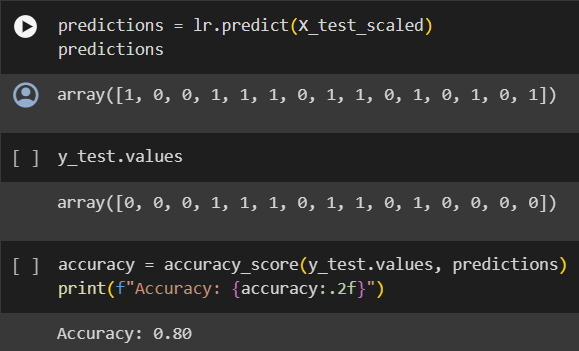 predictions = lr.predict(X_test_scaled)
predictions
array([1, 0, 0, 1, 1, 1, 0, 1, 1, 0, 1, 0, 1, 0, 1])
[ ] y_test.values
array([0, 0, 0, 1, 1, 1, 0, 1, 1, 0, 1, 0, 0, 0, 0])
[ ] accuracy = accuracy_score(y_test.values, predictions)
print(f"Accuracy: {accuracy:.2f}")
Accuracy: 0.80